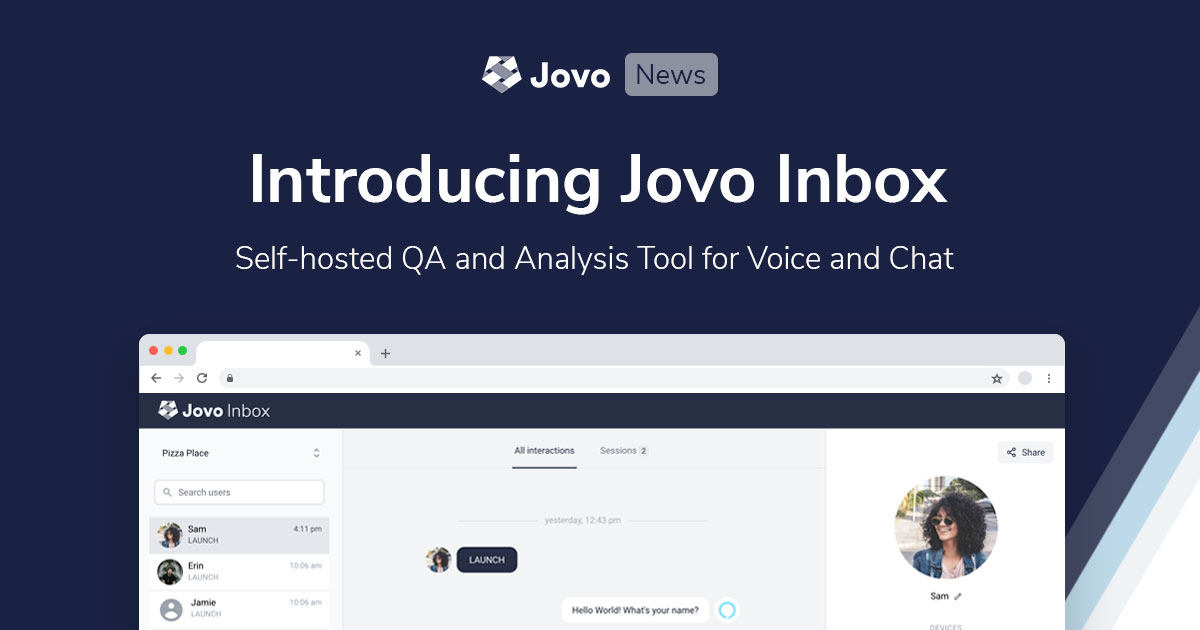 Jovo News
Introducing Jovo Inbox
Self-hosted QA and Analysis Tool for Voice and Chat
Jovo Inbox
Pizza Place
Search users
Sam 4:11 pm
LAUNCH
Erin 10:06 am
LAUNCH
Jamie 10:06 am
LAUNCH
All interactions Sessions 2
yesterday, 12:43 pm
LAUNCH
Hello World! What's your name?
Share
Sam
DEVICES